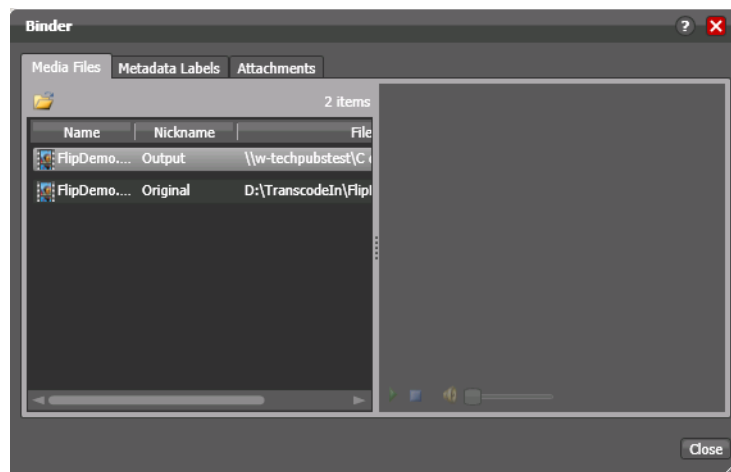 Binder
?
Media Files Metadata Labels Attachments
2 items
Name Nickname File
FlipDemo.... Output \\w-techpubstest\C
FlipDemo.... Original D:\TranscodeIn\Flip
Close